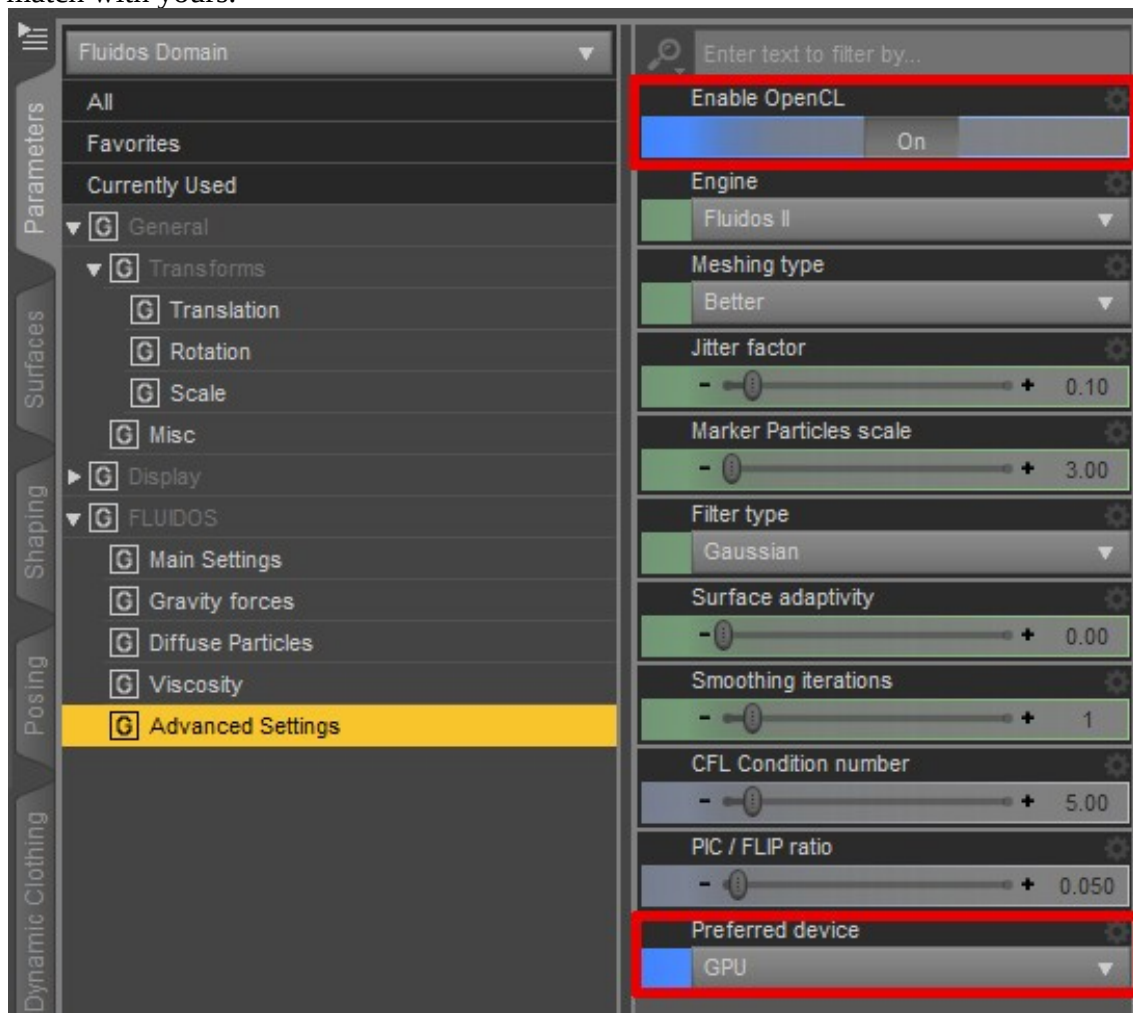 match with yours.
Fluidos Domain
All
Favorites
Currently Used
G General
G Transforms
G Translation
G Rotation
G Scale
G Misc
G Display
G FLUIDOS
G Main Settings
G Gravity forces
G Diffuse Particles
G Viscosity
G Advanced Settings
Parameters
Surfaces
Shaping
Posing
Dynamic Clothing
Enter text to filter by...
Enable OpenCL
On
Engine
Fluidos II
Meshing type
Better
Jitter factor
- + 0.10
Marker Particles scale
- + 3.00
Filter type
Gaussian
Surface adaptivity
- + 0.00
Smoothing iterations
- + 1
CFL Condition number
- + 5.00
PIC / FLIP ratio
- + 0.050
Preferred device
GPU